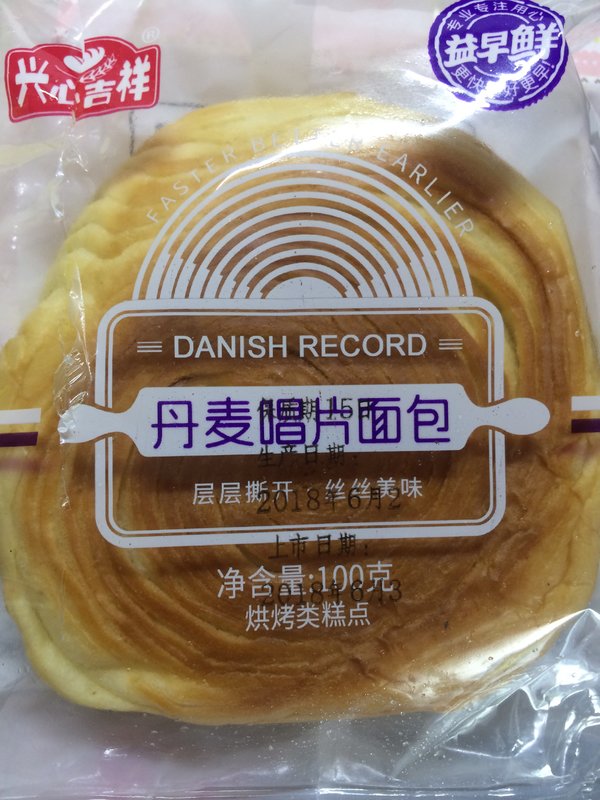 兴心吉祥®
专业专注用心
益早鲜
更快更好更早!
FASTER BETTER EARLIER
DANISH RECORD
丹麦唱片面包
保质期15日
生产日期:
层层撕开 丝丝美味
2018年6月2
上市日期:
净含量:100克
2018年6月3
烘烤类糕点